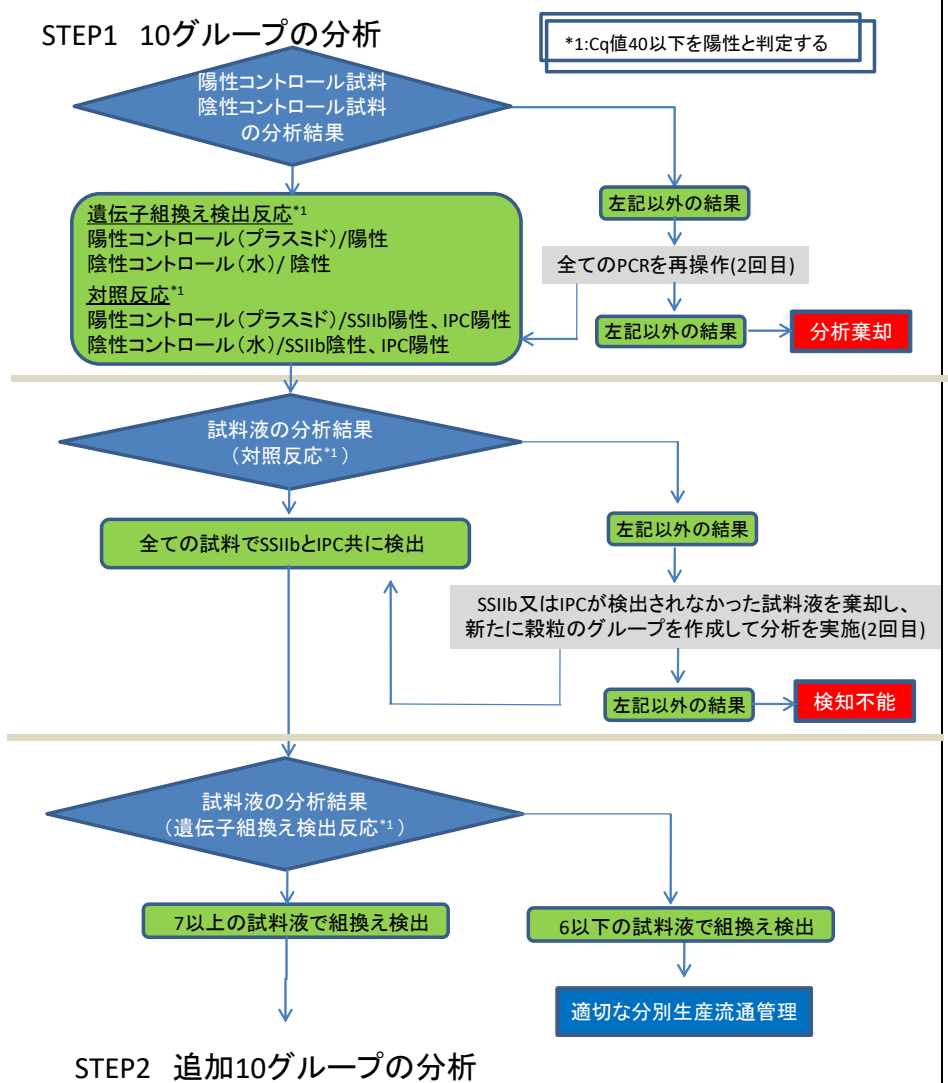 STEP1 10グループの分析
*1:Cq値40以下を陽性と判定する
陽性コントロール試料
陰性コントロール試料
の分析結果
遺伝子組換え検出反応*1
陽性コントロール(プラスミド)/陽性
陰性コントロール(水)/ 陰性
対照反応*1
陽性コントロール(プラスミド)/SSIIb陽性、IPC陽性
陰性コントロール(水)/SSIIb陰性、IPC陽性
左記以外の結果
全てのPCRを再操作(2回目)
左記以外の結果
分析棄却
試料液の分析結果
(対照反応*1)
全ての試料でSSIIbとIPC共に検出
左記以外の結果
SSIIb又はIPCが検出されなかった試料液を棄却し、
新たに穀粒のグループを作成して分析を実施(2回目)
左記以外の結果
検知不能
試料液の分析結果
(遺伝子組換え検出反応*1)
7以上の試料液で組換え検出
6以下の試料液で組換え検出
適切な分別生産流通管理
STEP2 追加10グループの分析